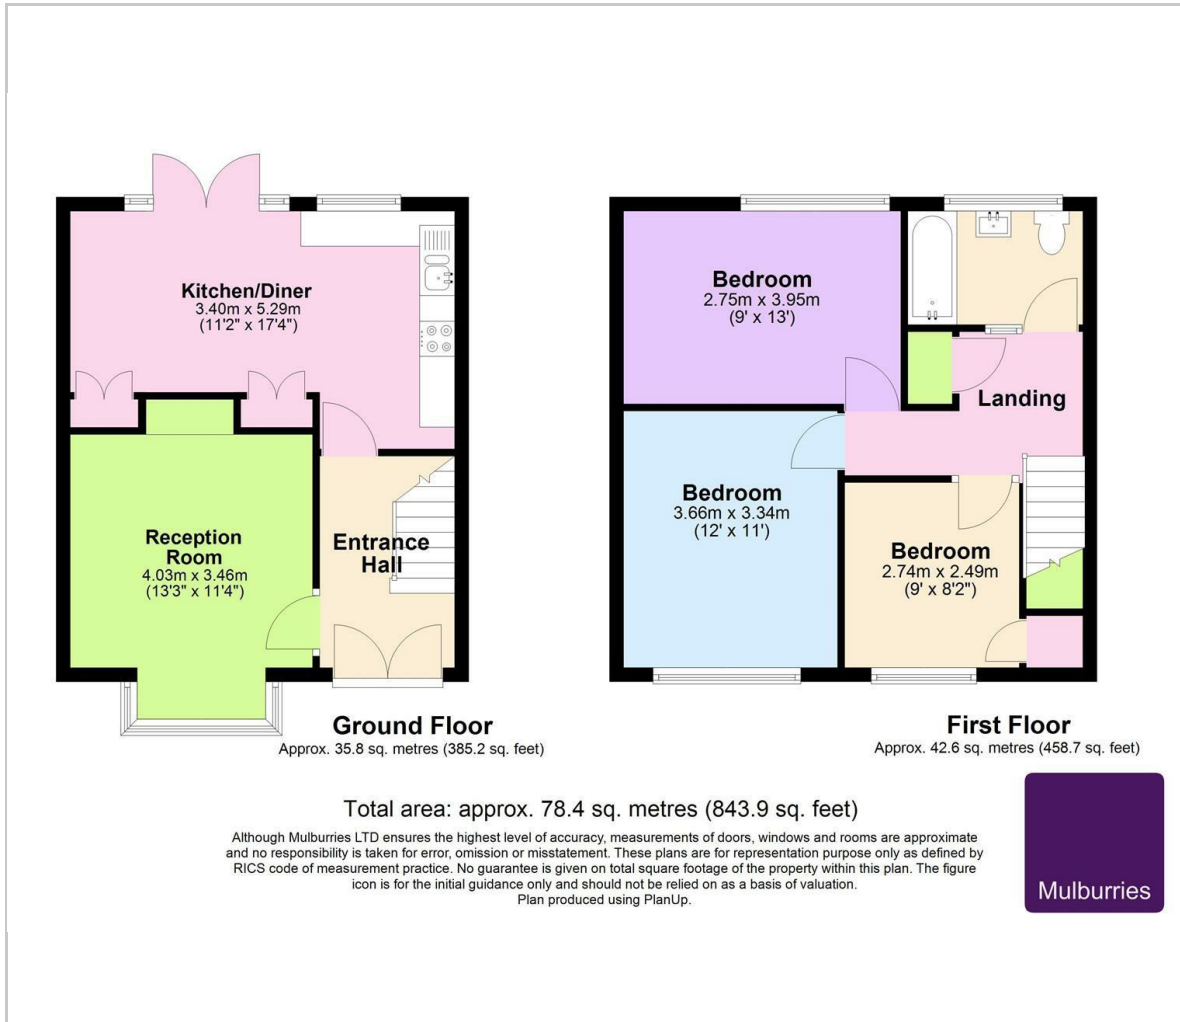 Kitchen/Diner
3.40m x 5.29m
(11'2" x 17'4")
Reception
Room
4.03m x 3.46m
(13'3" x 11'4")
Entrance
Hall
Ground Floor
Approx. 35.8 sq. metres (385.2 sq. feet)
Bedroom
2.75m x 3.95m
(9' x 13')
Landing
Bedroom
3.66m x 3.34m
(12' x 11')
Bedroom
2.74m x 2.49m
(9' x 8'2")
First Floor
Approx. 42.6 sq. metres (458.7 sq. feet)
Total area: approx. 78.4 sq. metres (843.9 sq. feet)
Although Mulburries LTD ensures the highest level of accuracy, measurements of doors, windows and rooms are approximate
and no responsibility is taken for error, omission or misstatement. These plans are for representation purpose only as defined by
RICS code of measurement practice. No guarantee is given on total square footage of the property within this plan. The figure
icon is for the initial guidance only and should not be relied on as a basis of valuation.
Plan produced using PlanUp.
Mulburries